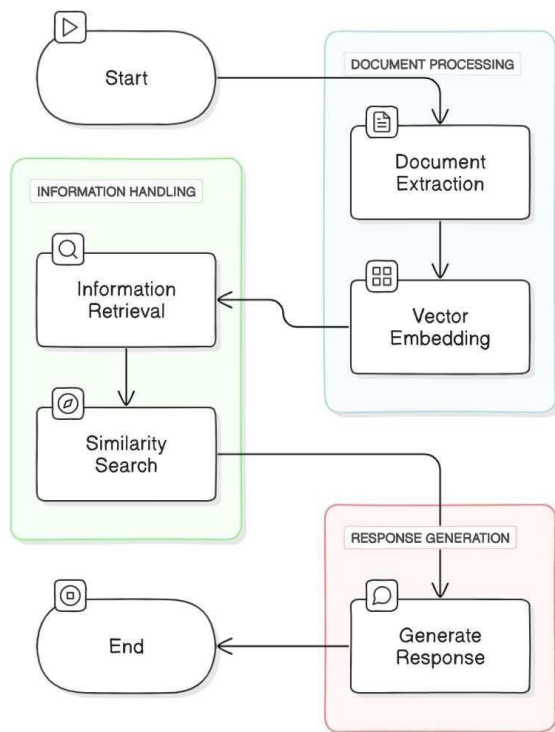 Start
DOCUMENT PROCESSING
Document
Extraction
Vector
Embedding
INFORMATION HANDLING
Information
Retrieval
Similarity
Search
RESPONSE GENERATION
Generate
Response
End